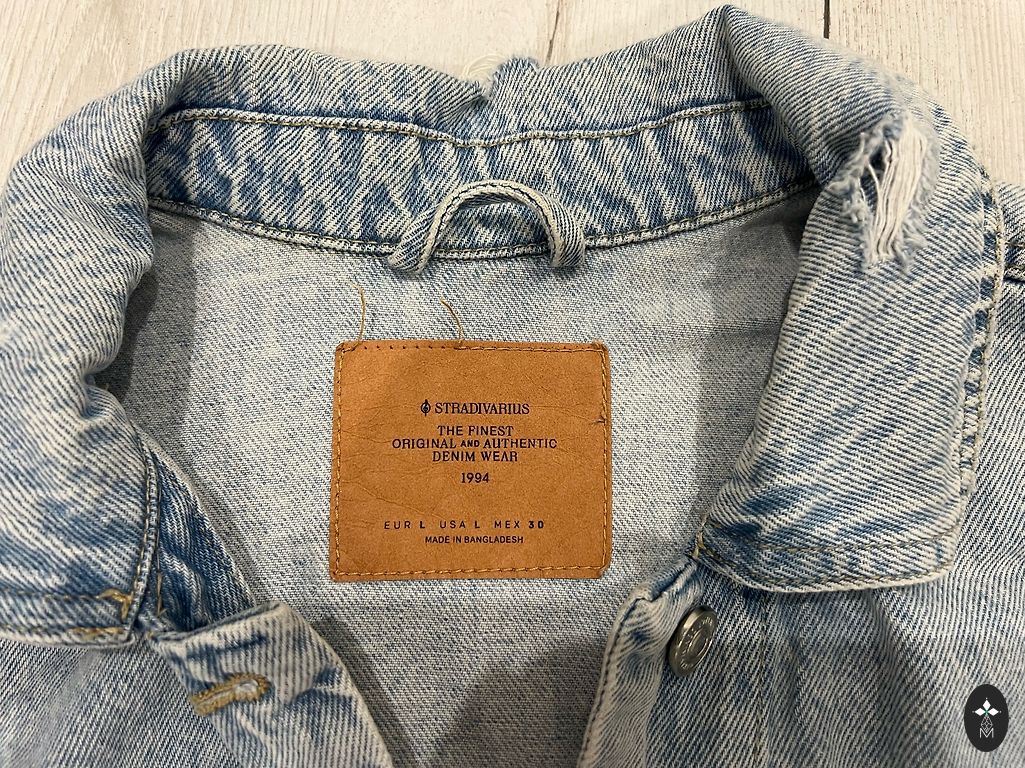 STRADIVARIUS
THE FINEST
ORIGINAL AND AUTHENTIC
DENIM WEAR
1994
EUR L USA L MEX 30
MADE IN BANGLADESH